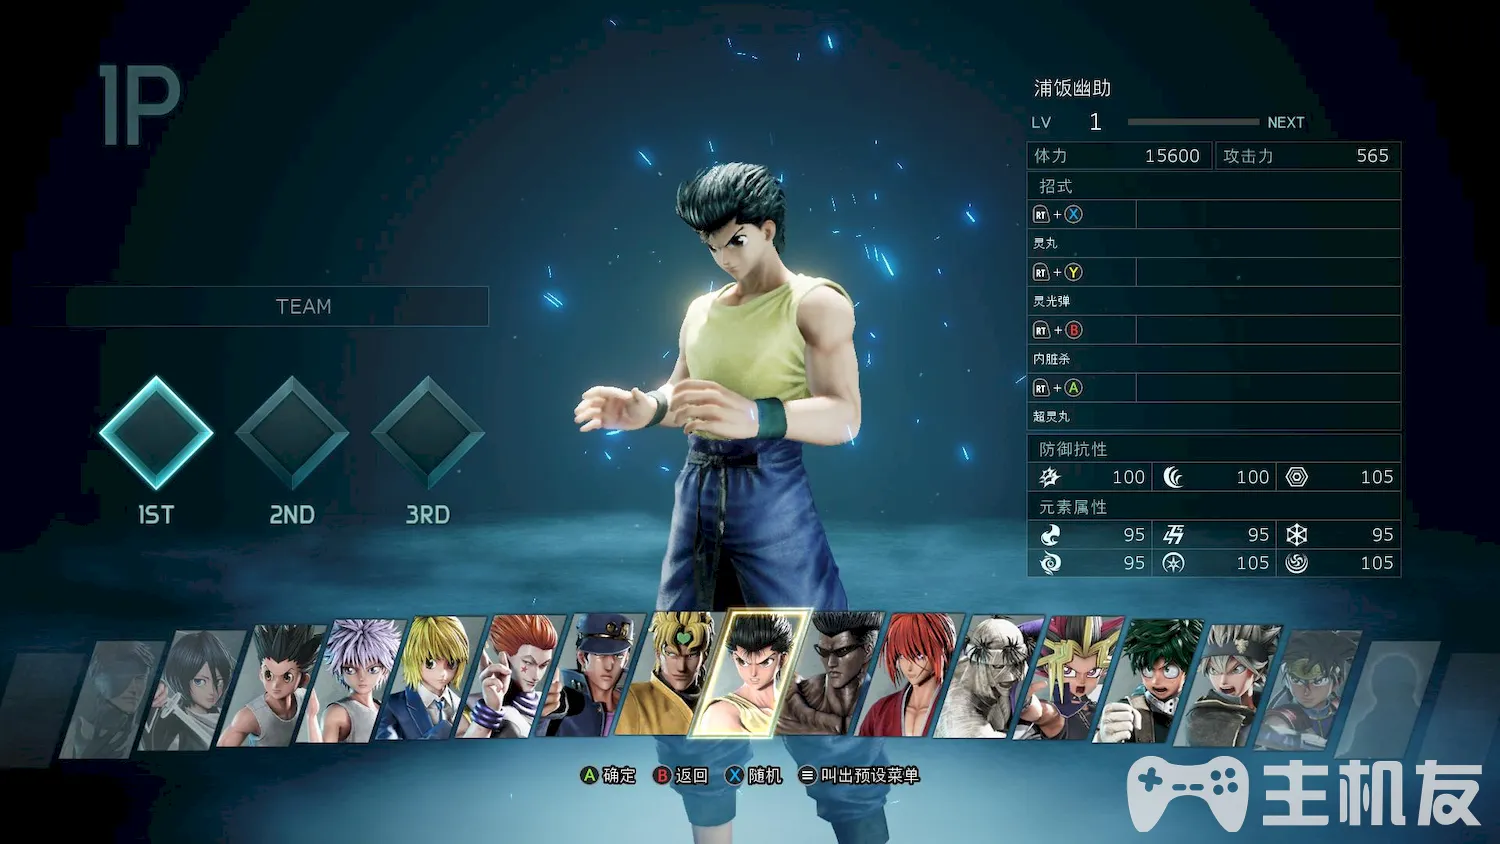 1P
浦饭幽助
LV 1 NEXT
体力 15600 攻击力 565
招式
RT + X
灵丸
RT + Y
灵光弹
RT + B
内脏杀
RT + A
超灵丸
防御抗性
100 100 105
元素属性
95 95 95
95 105 105
TEAM
1ST 2ND 3RD
A 确定 B 返回 X 随机 叫出预设菜单
主机友